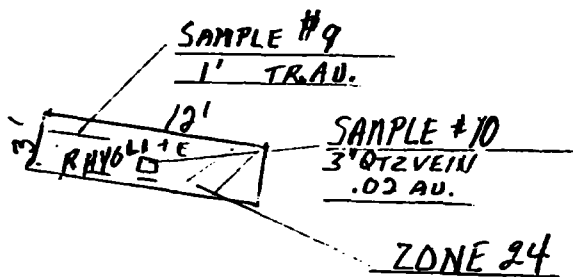 SAMPLE #9
1' TR. AU.
12'
3'
RHYOLITE
SAMPLE #10
3" QTZ VEIN
.02 AU.
ZONE 24